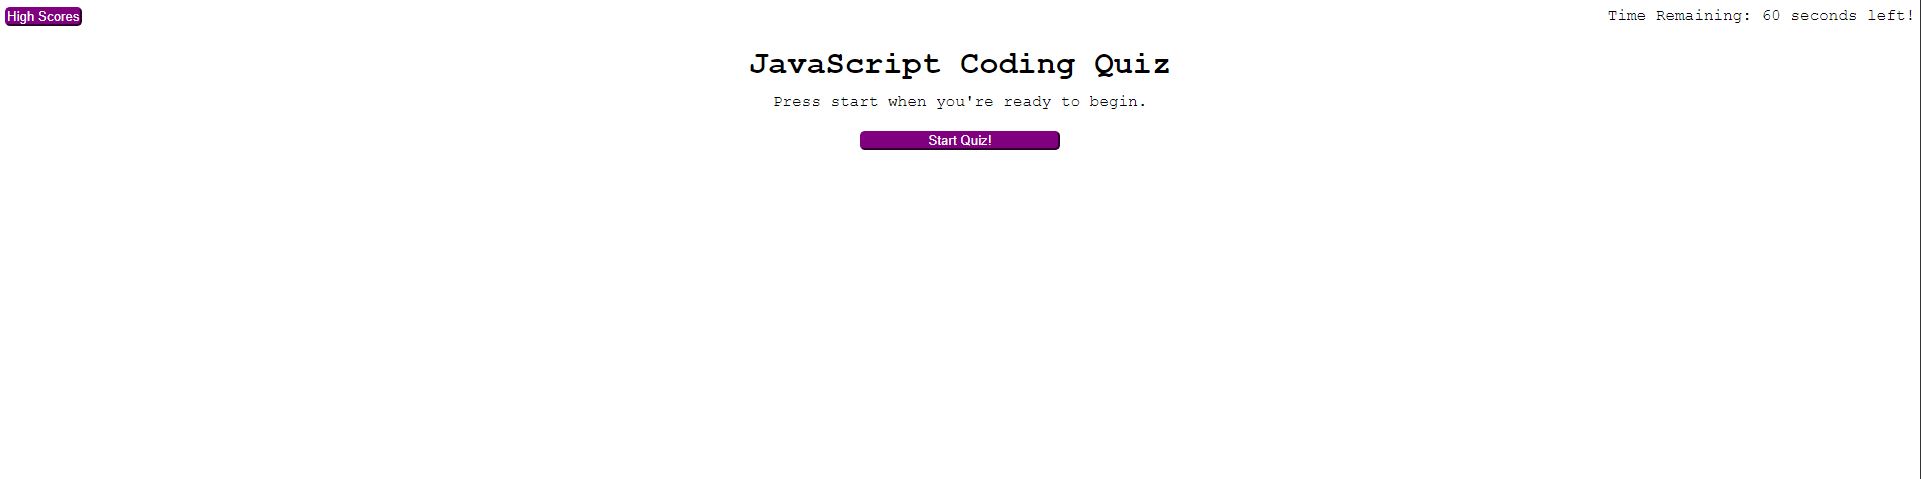 High Scores
Time Remaining: 60 seconds left!
JavaScript Coding Quiz
Press start when you're ready to begin.
Start Quiz!